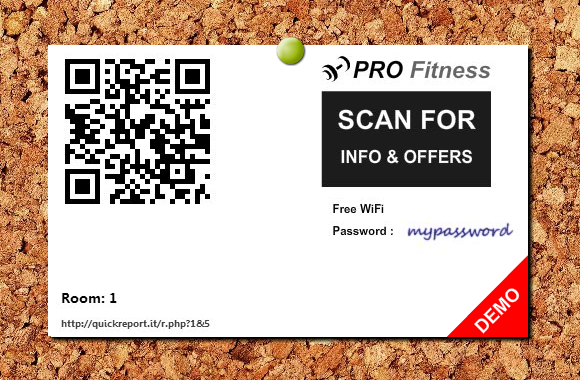 PRO Fitness
SCAN FOR
INFO & OFFERS
Free WiFi
Password : mypassword
Room: 1
http://quickreport.it/r.php?1&5
DEMO